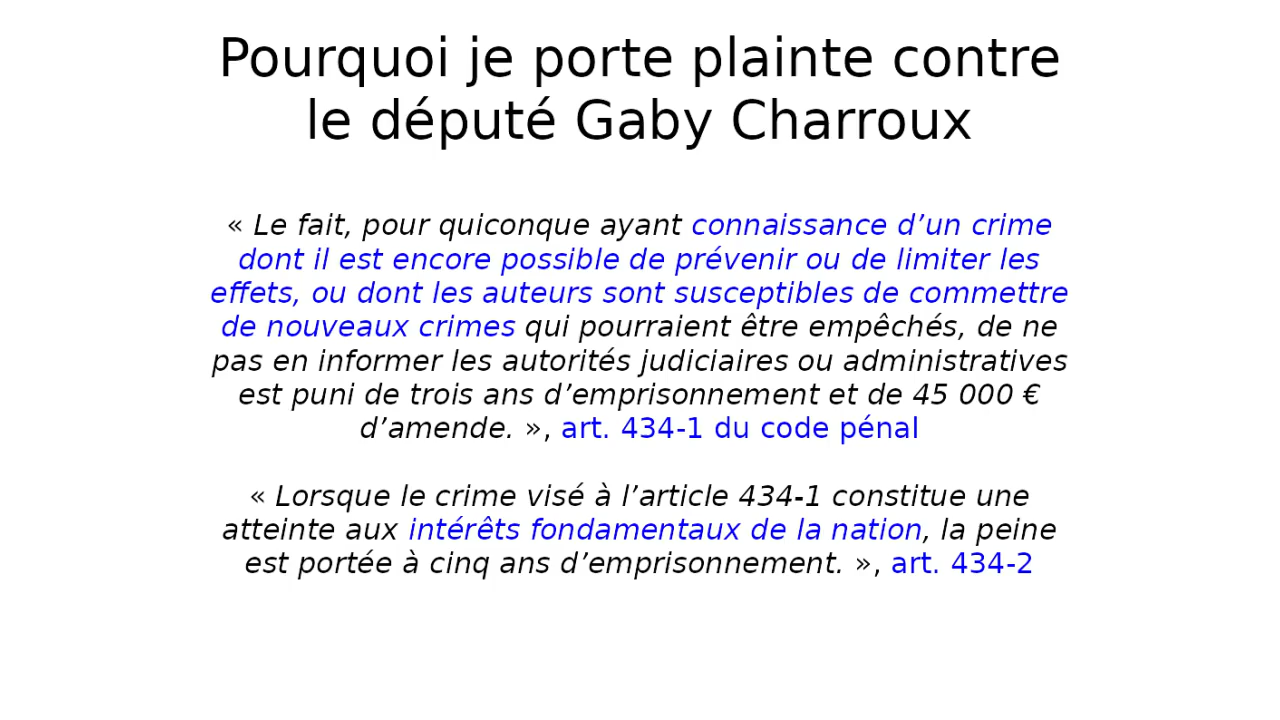 Pourquoi je porte plainte contre
le député Gaby Charroux
« Le fait, pour quiconque ayant connaissance d’un crime
dont il est encore possible de prévenir ou de limiter les
effets, ou dont les auteurs sont susceptibles de commettre
de nouveaux crimes qui pourraient être empêchés, de ne
pas en informer les autorités judiciaires ou administratives
est puni de trois ans d’emprisonnement et de 45 000 €
d’amende. », art. 434-1 du code pénal
« Lorsque le crime visé à l’article 434-1 constitue une
atteinte aux intérêts fondamentaux de la nation, la peine
est portée à cinq ans d’emprisonnement. », art. 434-2